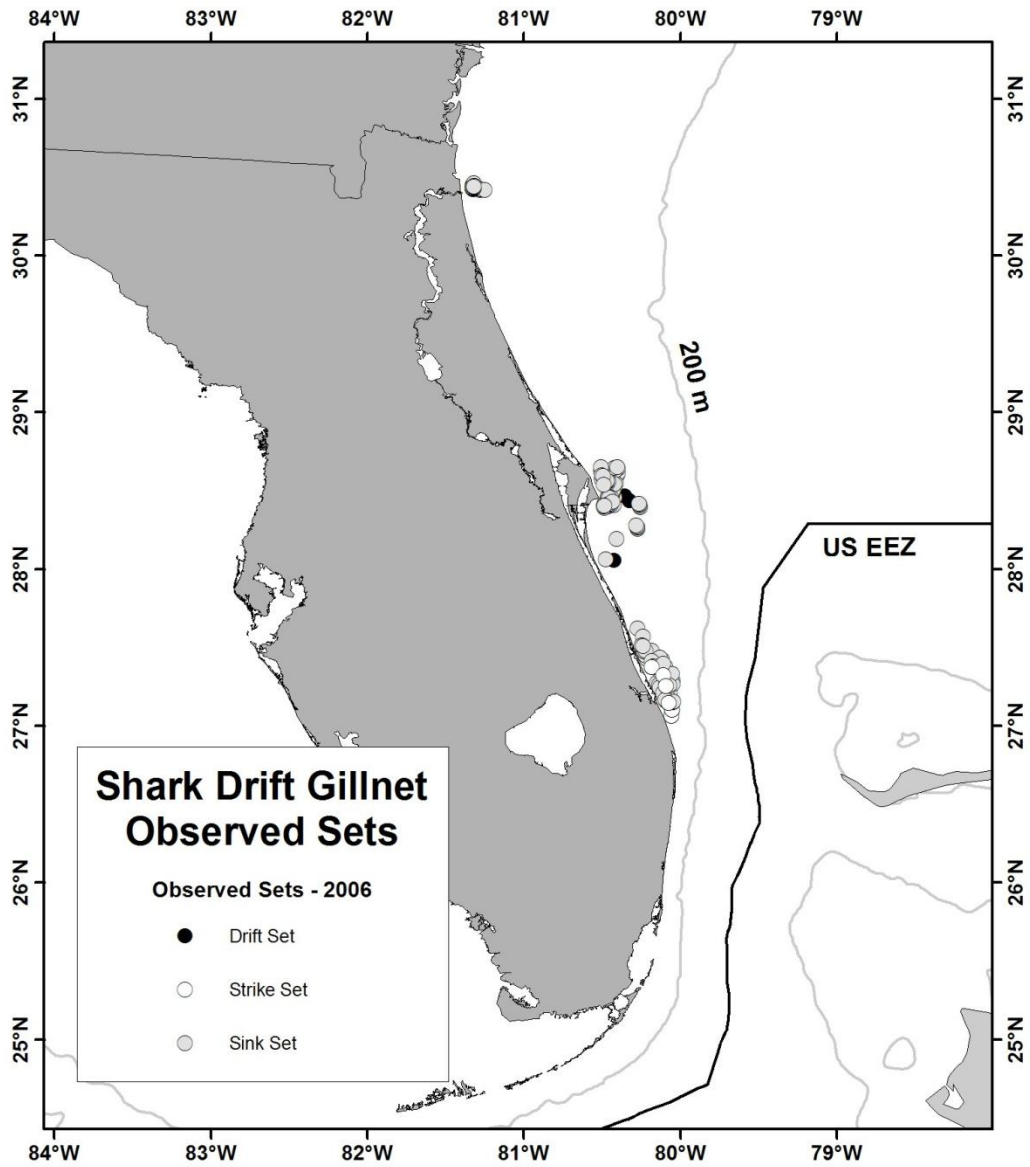 84°W 83°W 82°W 81°W 80°W 79°W
31°N 31°N
30°N 30°N
29°N 29°N
200 m
28°N 28°N
US EEZ
27°N 27°N
26°N 26°N
25°N 25°N
Shark Drift Gillnet
Observed Sets
Observed Sets - 2006
Drift Set
Strike Set
Sink Set
84°W 83°W 82°W 81°W 80°W 79°W